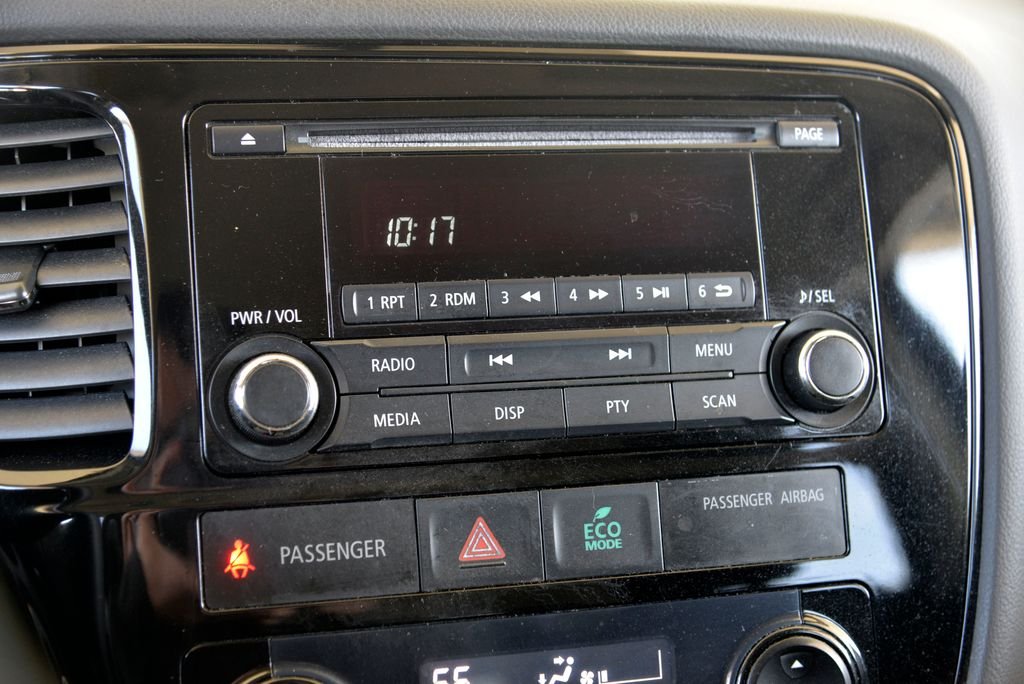 PAGE
10:17
1 RPT 2 RDM 3 4 5 6
PWR / VOL
/SEL
RADIO MENU
MEDIA DISP PTY SCAN
PASSENGER
ECO
MODE
PASSENGER AIRBAG